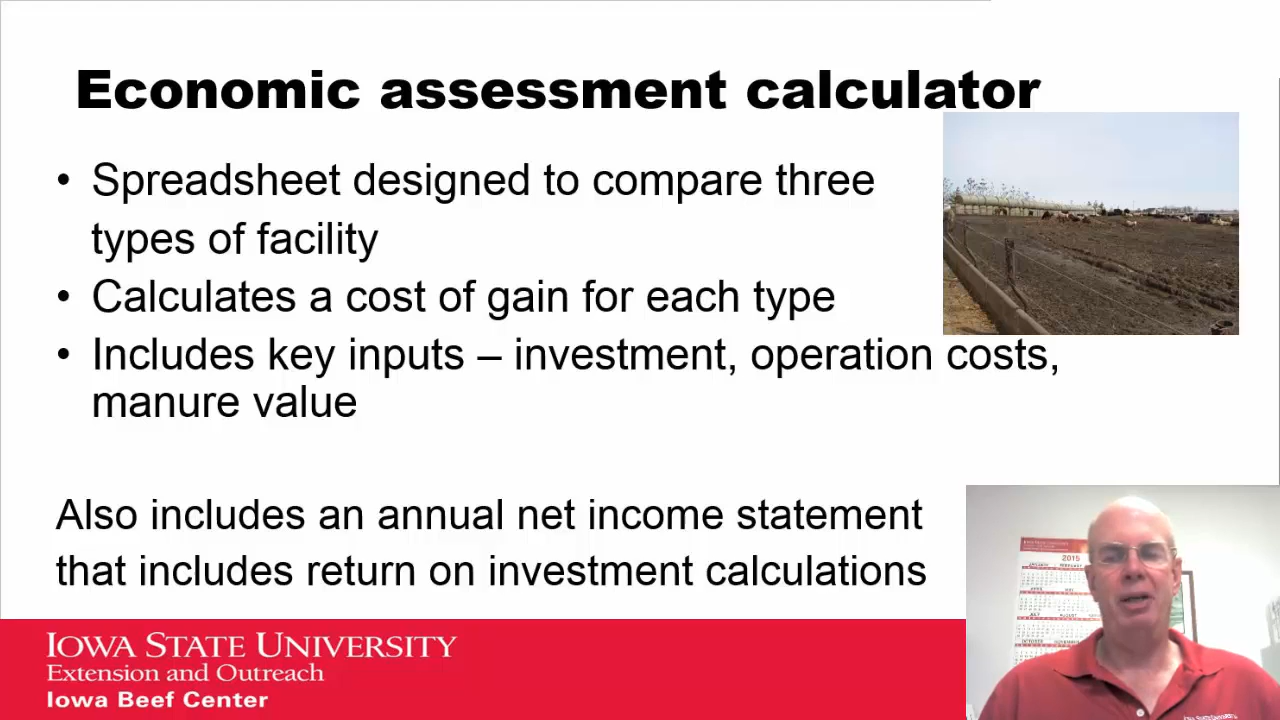 Economic assessment calculator
• Spreadsheet designed to compare three
types of facility
• Calculates a cost of gain for each type
• Includes key inputs – investment, operation costs,
manure value
Also includes an annual net income statement
that includes return on investment calculations
IOWA STATE UNIVERSITY
Extension and Outreach
Iowa Beef Center
2015